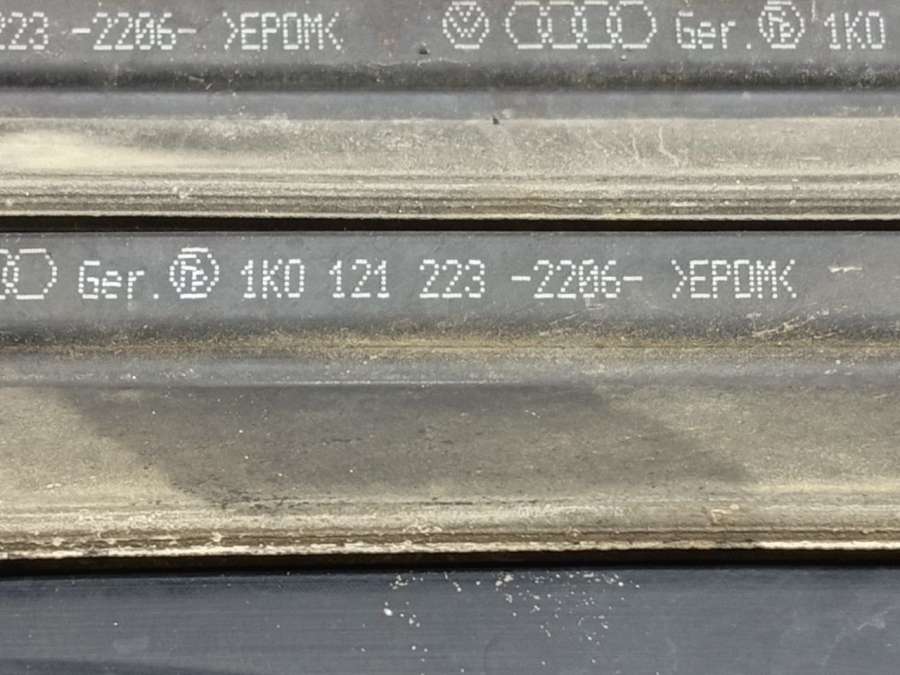 223 -2206- >EPDM< Ger. 1K0
Ger. 1K0 121 223 -2206- >EPDM<